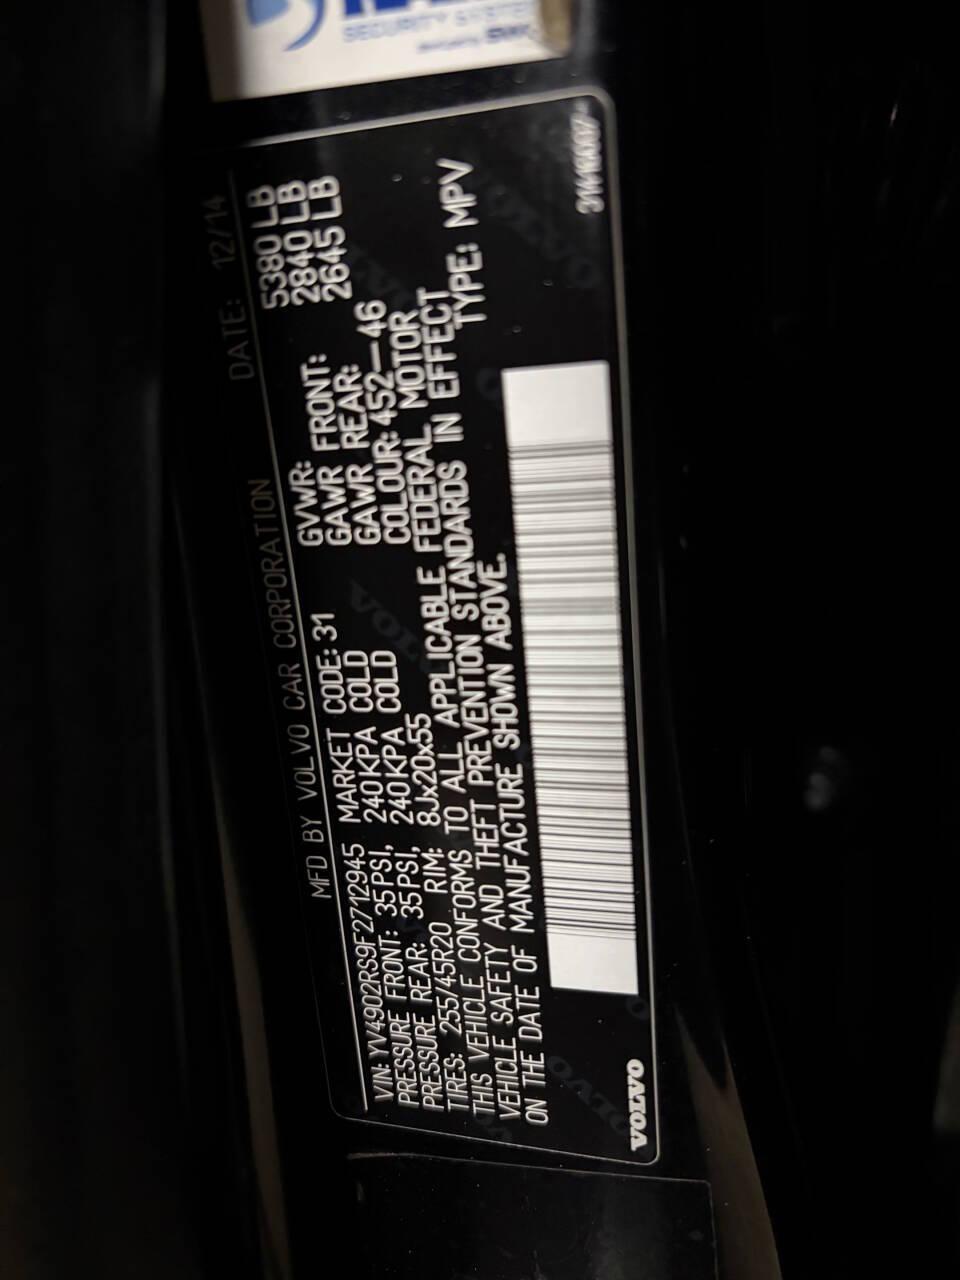 SECURITY SYSTEM
MFD BY VOLVO CAR CORPORATION DATE: 12/14
VIN: YV4902RS9F2712945 MARKET CODE: 31 GVWR: 5380 LB
PRESSURE FRONT: 35PSI, 240KPA COLD GAWR FRONT: 2840 LB
PRESSURE REAR: 35PSI, 240KPA COLD GAWR REAR: 2645 LB
TIRES: 255/45R20 RIM: 8Jx20x55 COLOUR: 452-46
THIS VEHICLE CONFORMS TO ALL APPLICABLE FEDERAL MOTOR
VEHICLE SAFETY AND THEFT PREVENTION STANDARDS IN EFFECT
ON THE DATE OF MANUFACTURE SHOWN ABOVE. TYPE: MPV
VOLVO